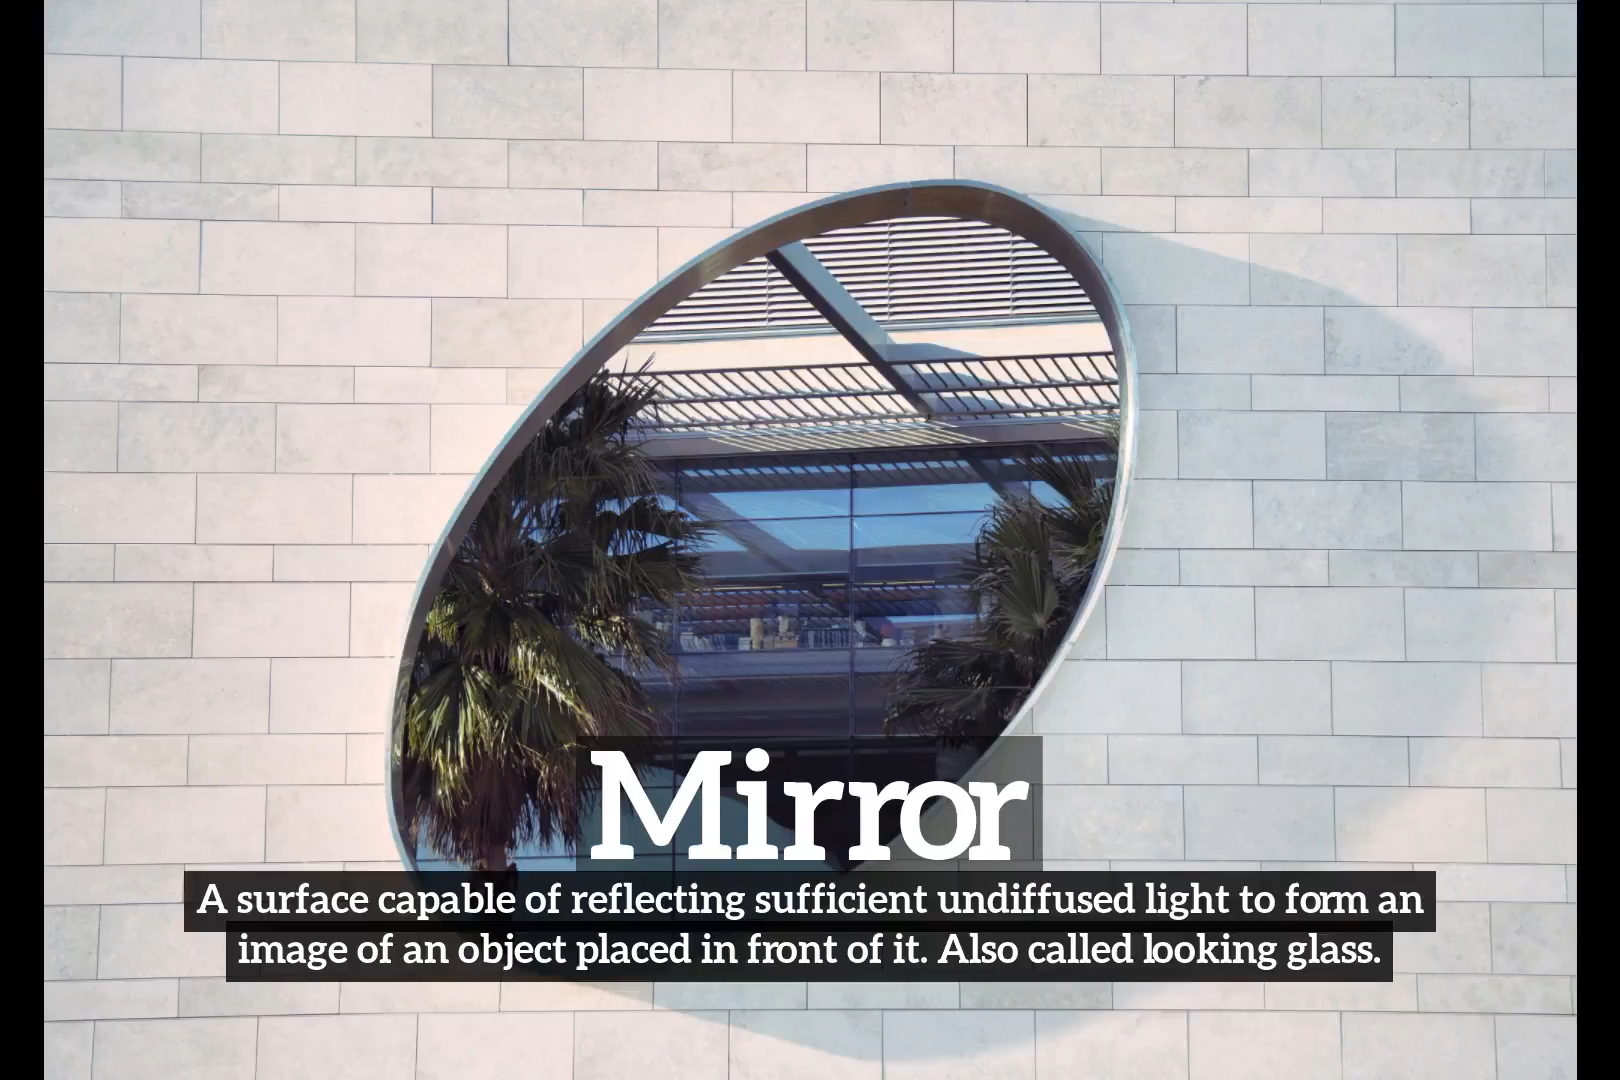 Mirror
A surface capable of reflecting sufficient undiffused light to form an
image of an object placed in front of it. Also called looking glass.